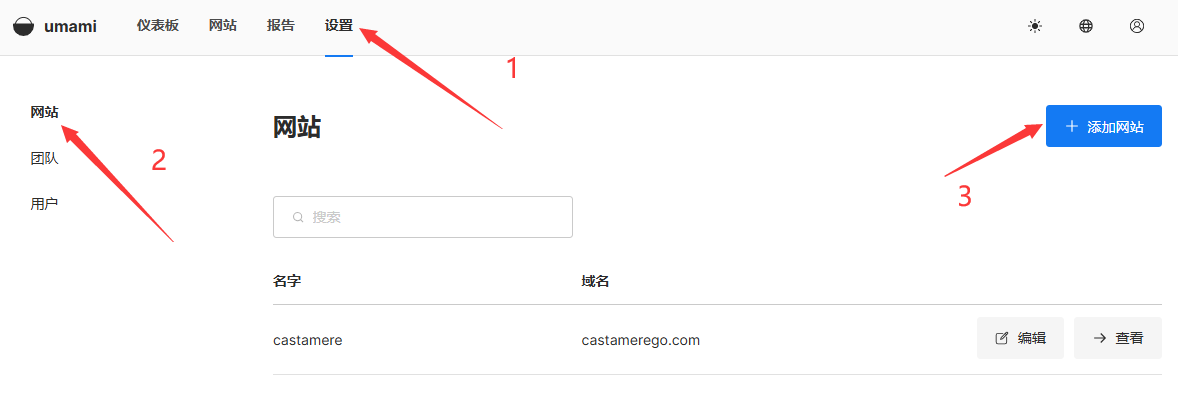 umami 仪表板 网站 报告 设置
1
网站
团队
用户
2
网站
添加网站
3
搜索
名字 域名
castamere castamerego.com 编辑 查看